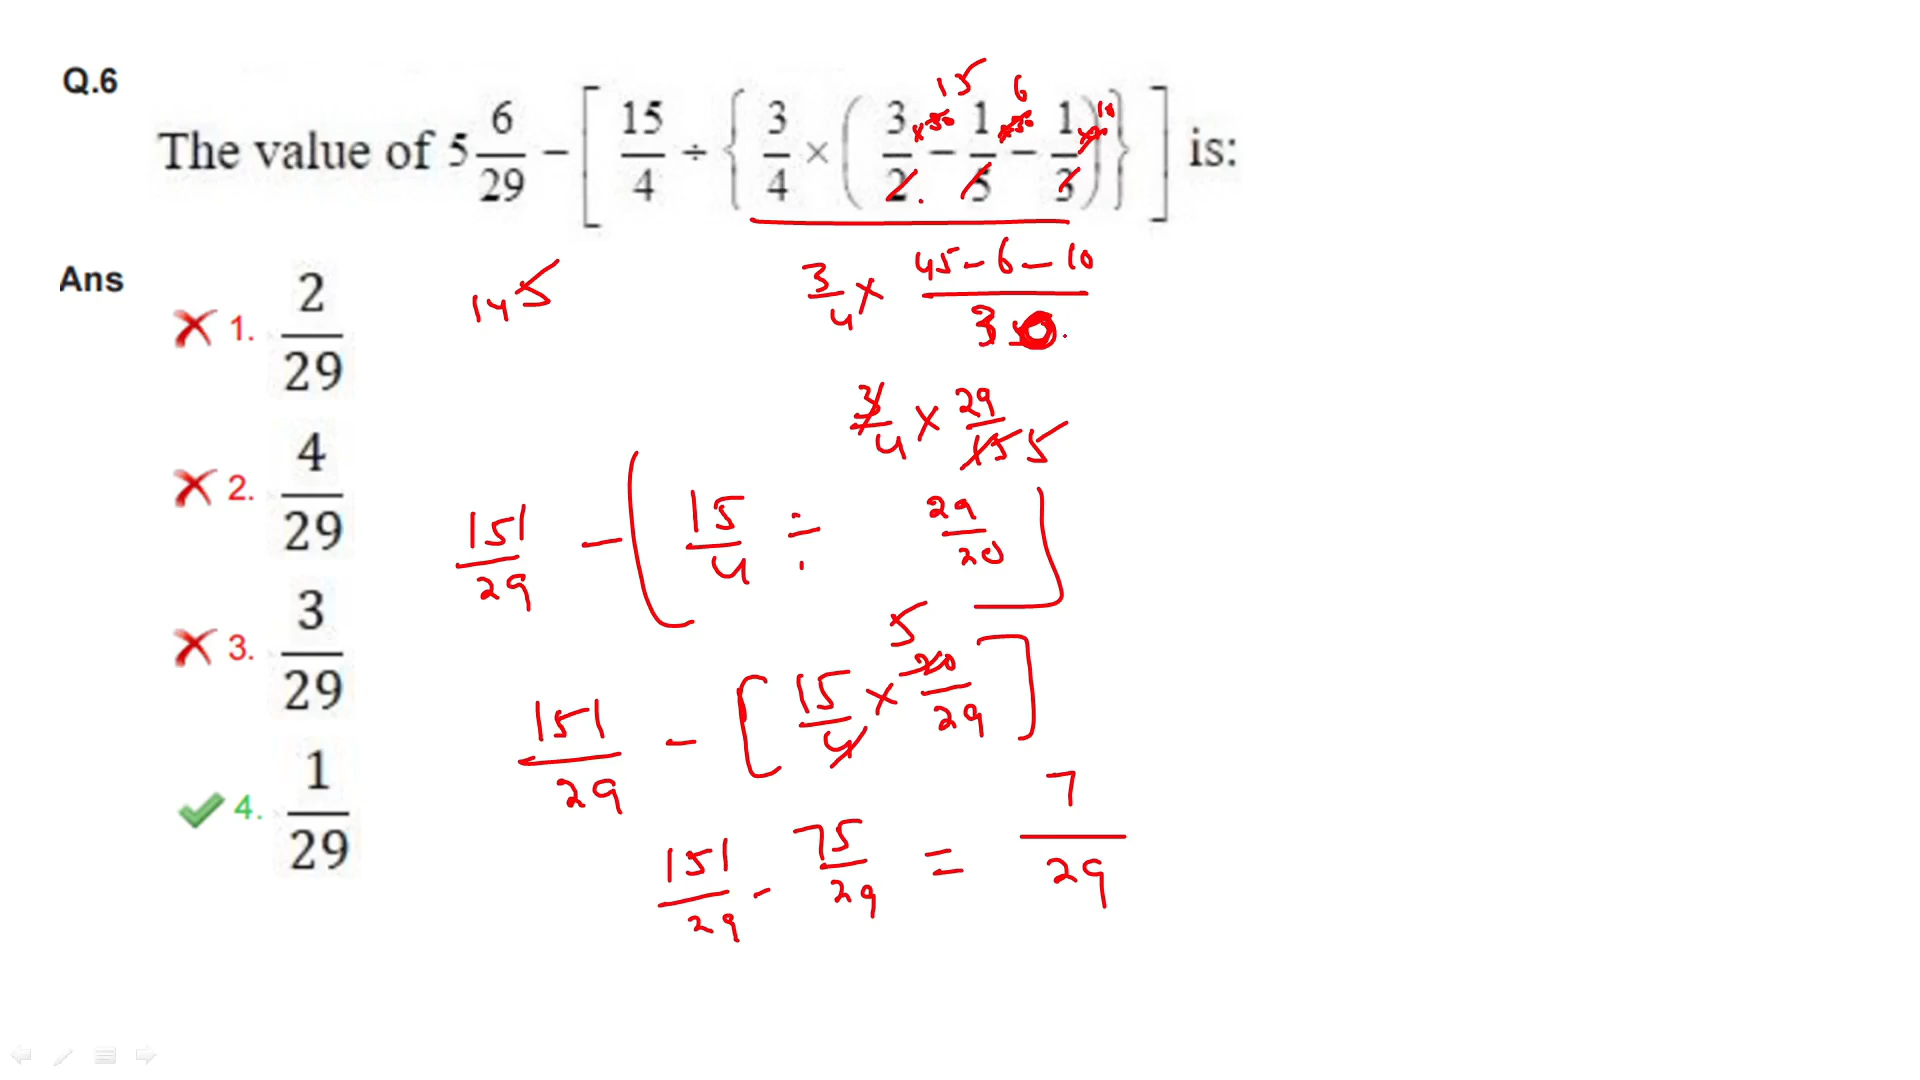 Q.6
The value of 5 6/29 − [ 15/4 ÷ { 3/4 × ( 3/2 − 1/5 − 1/3 ) } ] is:
15 6 10
Ans
1. 2/29
2. 4/29
3. 3/29
4. 1/29
145
3/4 × 45-6-10/30
3/4 × 29/15 5
151/29 - ( 15/4 ÷ 29/20 ]
5
151/29 - [ 15/4 × 20/29 ]
151/29 - 75/29 = 7/29